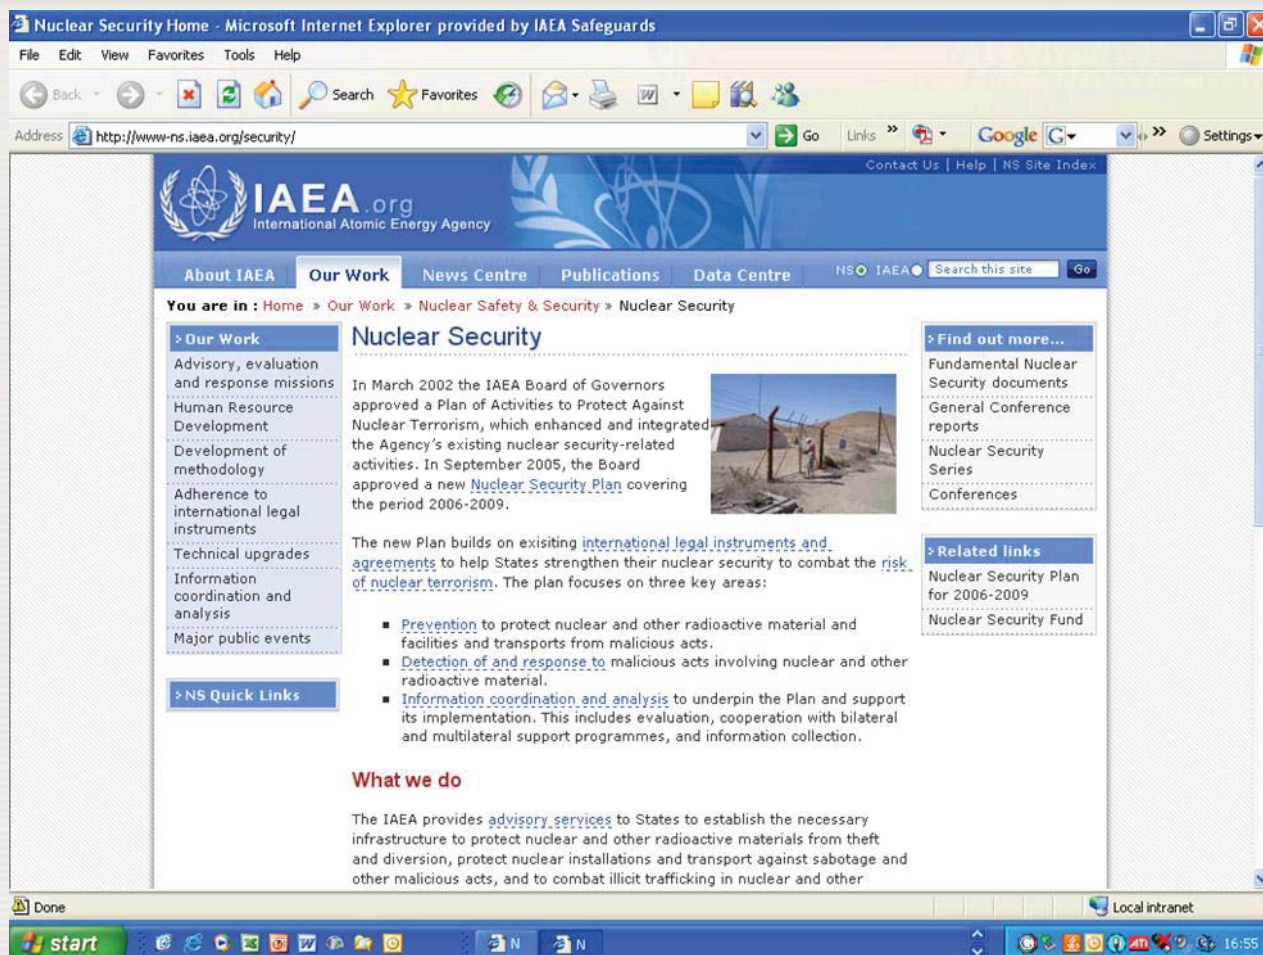 Nuclear Security Home - Microsoft Internet Explorer provided by IAEA Safeguards
File Edit View Favorites Tools Help
Back Search Favorites
Address http://www-ns.iaea.org/security/ Go Links » Google G Settings
Contact Us | Help | NS Site Index
IAEA.org
International Atomic Energy Agency
About IAEA Our Work News Centre Publications Data Centre NS IAEA Search this site Go
You are in : Home » Our Work » Nuclear Safety & Security » Nuclear Security
> Our Work
Advisory, evaluation
and response missions
Human Resource
Development
Development of
methodology
Adherence to
international legal
instruments
Technical upgrades
Information
coordination and
analysis
Major public events
> NS Quick Links
Nuclear Security
In March 2002 the IAEA Board of Governors
approved a Plan of Activities to Protect Against
Nuclear Terrorism, which enhanced and integrated
the Agency's existing nuclear security-related
activities. In September 2005, the Board
approved a new Nuclear Security Plan covering
the period 2006-2009.
The new Plan builds on exisiting international legal instruments and
agreements to help States strengthen their nuclear security to combat the risk
of nuclear terrorism. The plan focuses on three key areas:
Prevention to protect nuclear and other radioactive material and
facilities and transports from malicious acts.
Detection of and response to malicious acts involving nuclear and other
radioactive material.
Information coordination and analysis to underpin the Plan and support
its implementation. This includes evaluation, cooperation with bilateral
and multilateral support programmes, and information collection.
What we do
The IAEA provides advisory services to States to establish the necessary
infrastructure to protect nuclear and other radioactive materials from theft
and diversion, protect nuclear installations and transport against sabotage and
other malicious acts, and to combat illicit trafficking in nuclear and other
> Find out more...
Fundamental Nuclear
Security documents
General Conference
reports
Nuclear Security
Series
Conferences
> Related links
Nuclear Security Plan
for 2006-2009
Nuclear Security Fund
Done Local intranet
start N N 16:55